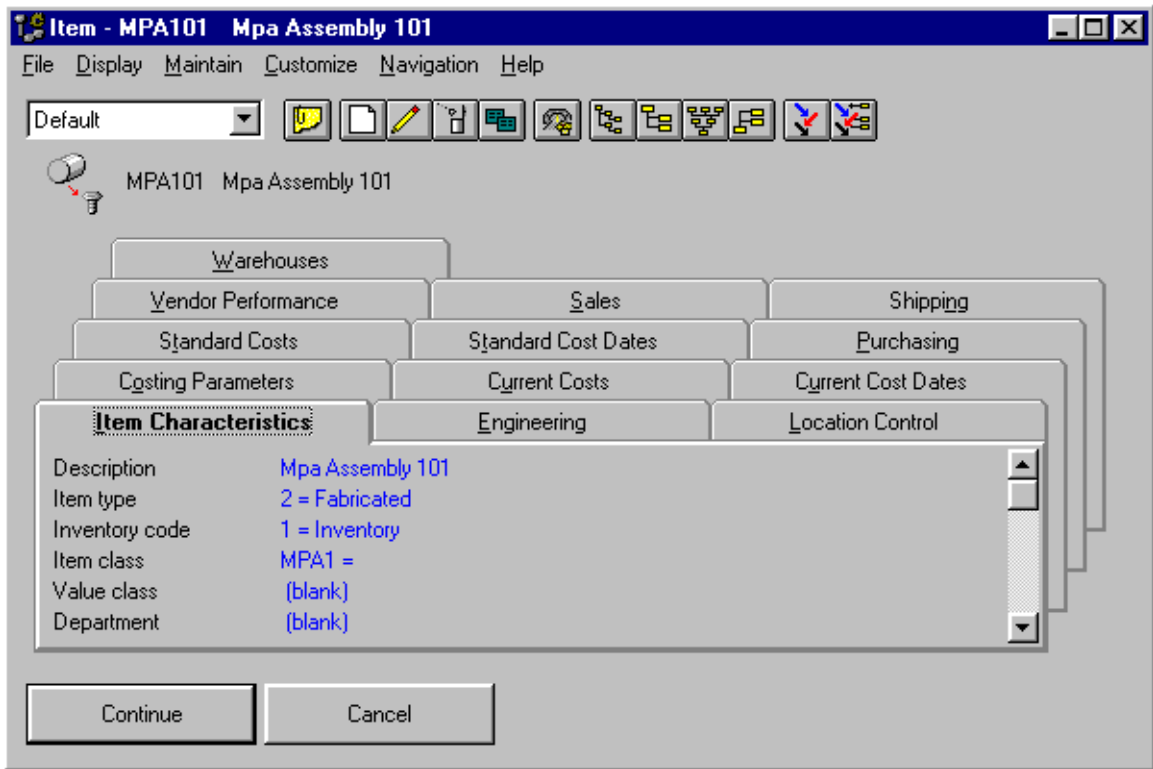 Item - MPA101 Mpa Assembly 101
File Display Maintain Customize Navigation Help
Default
MPA101 Mpa Assembly 101
Warehouses
Vendor Performance Sales Shipping
Standard Costs Standard Cost Dates Purchasing
Costing Parameters Current Costs Current Cost Dates
Item Characteristics Engineering Location Control
Description Mpa Assembly 101
Item type 2 = Fabricated
Inventory code 1 = Inventory
Item class MPA1 =
Value class (blank)
Department (blank)
Continue Cancel